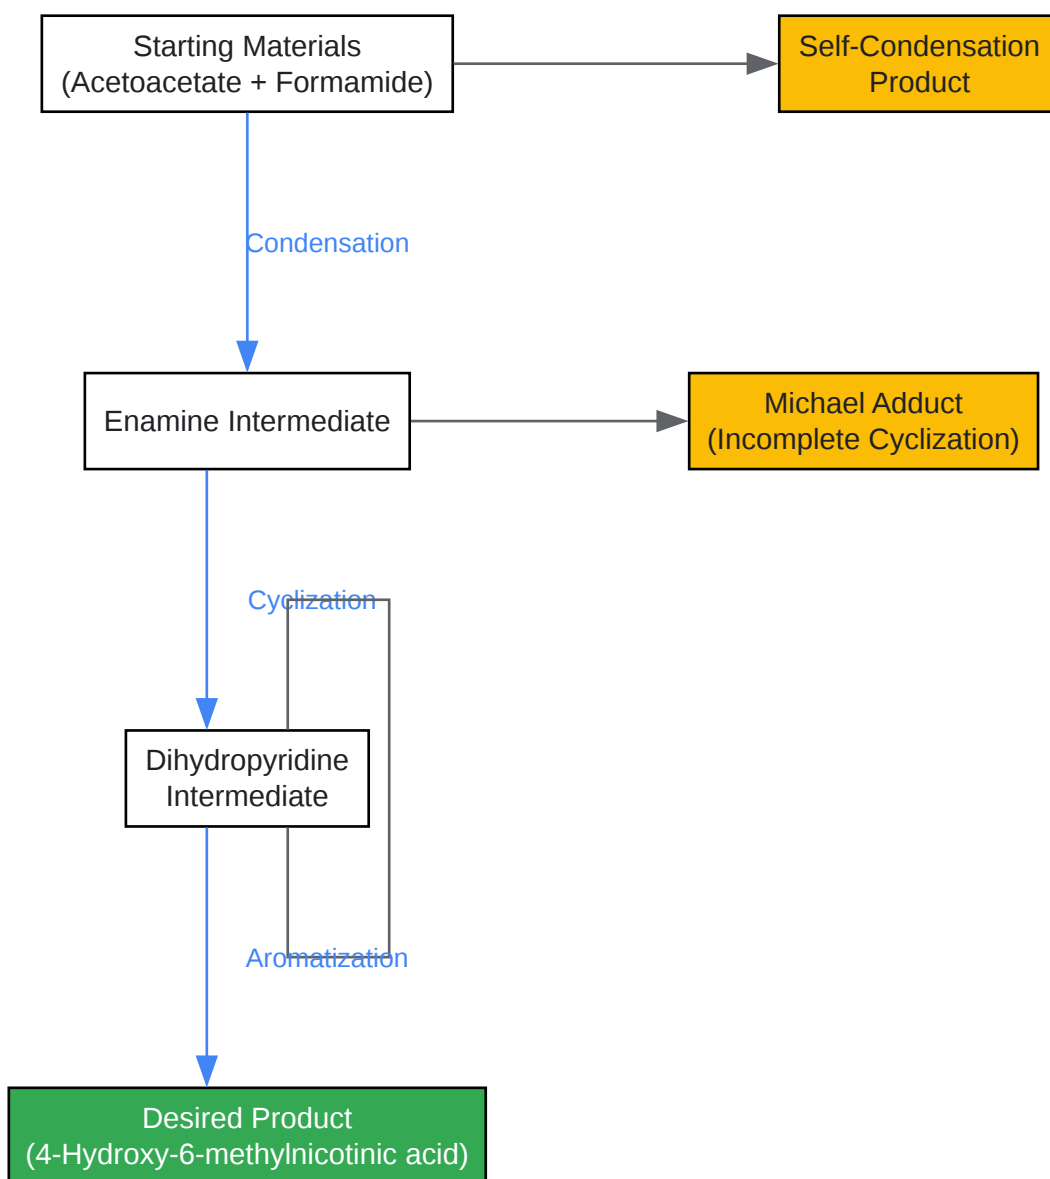 Starting Materials
(Acetoacetate + Formamide)
Self-Condensation
Product
Condensation
Enamine Intermediate
Michael Adduct
(Incomplete Cyclization)
Cyclization
Dihydropyridine
Intermediate
Aromatization
Desired Product
(4-Hydroxy-6-methylnicotinic acid)